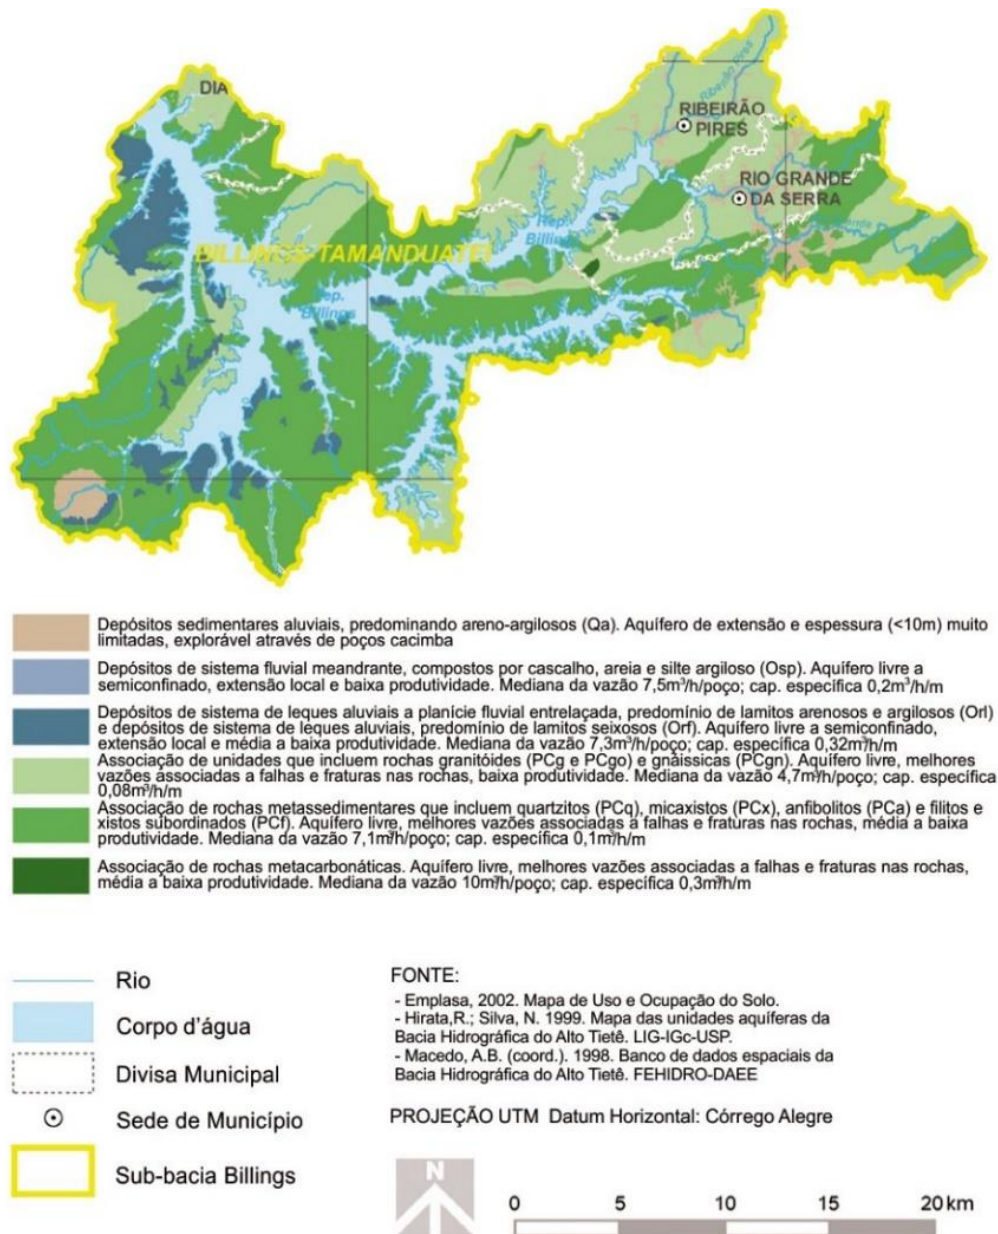 DIA
Ribeirão Pires
RIBEIRÃO
PIRES
RIO GRANDE
DA SERRA
Rep.
Billings
BILLINGS-TAMANDUATEÍ
Rep.
Billings
Depósitos sedimentares aluviais, predominando areno-argilosos (Qa). Aquífero de extensão e espessura (<10m) muito
limitadas, explorável através de poços cacimba
Depósitos de sistema fluvial meandrante, compostos por cascalho, areia e silte argiloso (Osp). Aquífero livre a
semiconfinado, extensão local e baixa produtividade. Mediana da vazão 7,5m³/h/poço; cap. específica 0,2m³/h/m
Depósitos de sistema de leques aluviais a planície fluvial entrelaçada, predomínio de lamitos arenosos e argilosos (Orl)
e depósitos de sistema de leques aluviais, predomínio de lamitos seixosos (Orf). Aquífero livre a semiconfinado,
extensão local e média a baixa produtividade. Mediana da vazão 7,3m³/h/poço; cap. específica 0,32m³/h/m
Associação de unidades que incluem rochas granitóides (PCg e PCgo) e gnáissicas (PCgn). Aquífero livre, melhores
vazões associadas a falhas e fraturas nas rochas, baixa produtividade. Mediana da vazão 4,7m³/h/poço; cap. específica
0,08m³/h/m
Associação de rochas metassedimentares que incluem quartzitos (PCq), micaxistos (PCx), anfibolitos (PCa) e filitos e
xistos subordinados (PCf). Aquífero livre, melhores vazões associadas a falhas e fraturas nas rochas, média a baixa
produtividade. Mediana da vazão 7,1m³/h/poço; cap. específica 0,1m³/h/m
Associação de rochas metacarbonáticas. Aquífero livre, melhores vazões associadas a falhas e fraturas nas rochas,
média a baixa produtividade. Mediana da vazão 10m³/h/poço; cap. específica 0,3m³/h/m
Rio
Corpo d'água
Divisa Municipal
Sede de Município
Sub-bacia Billings
FONTE:
- Emplasa, 2002. Mapa de Uso e Ocupação do Solo.
- Hirata,R.; Silva, N. 1999. Mapa das unidades aquíferas da
Bacia Hidrográfica do Alto Tietê. LIG-IGc-USP.
- Macedo, A.B. (coord.). 1998. Banco de dados espaciais da
Bacia Hidrográfica do Alto Tietê. FEHIDRO-DAEE
PROJEÇÃO UTM Datum Horizontal: Córrego Alegre
N
0 5 10 15 20 km